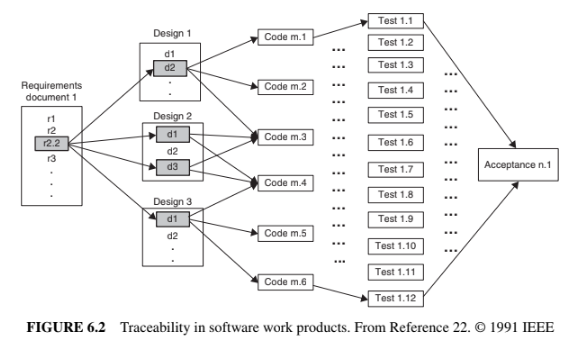 Requirements
document 1
r1
r2
r2.2
r3
.
.
.
Design 1
d1
d2
.
.
Design 2
d1
d2
d3
Design 3
d1
d2
.
.
Code m.1
Code m.2
Code m.3
Code m.4
Code m.5
Code m.6
...
...
...
...
...
...
...
...
...
Test 1.1
Test 1.2
Test 1.3
Test 1.4
Test 1.5
Test 1.6
Test 1.7
Test 1.8
Test 1.9
Test 1.10
Test 1.11
Test 1.12
...
...
...
...
...
...
...
Acceptance n.1
FIGURE 6.2 Traceability in software work products. From Reference 22. © 1991 IEEE